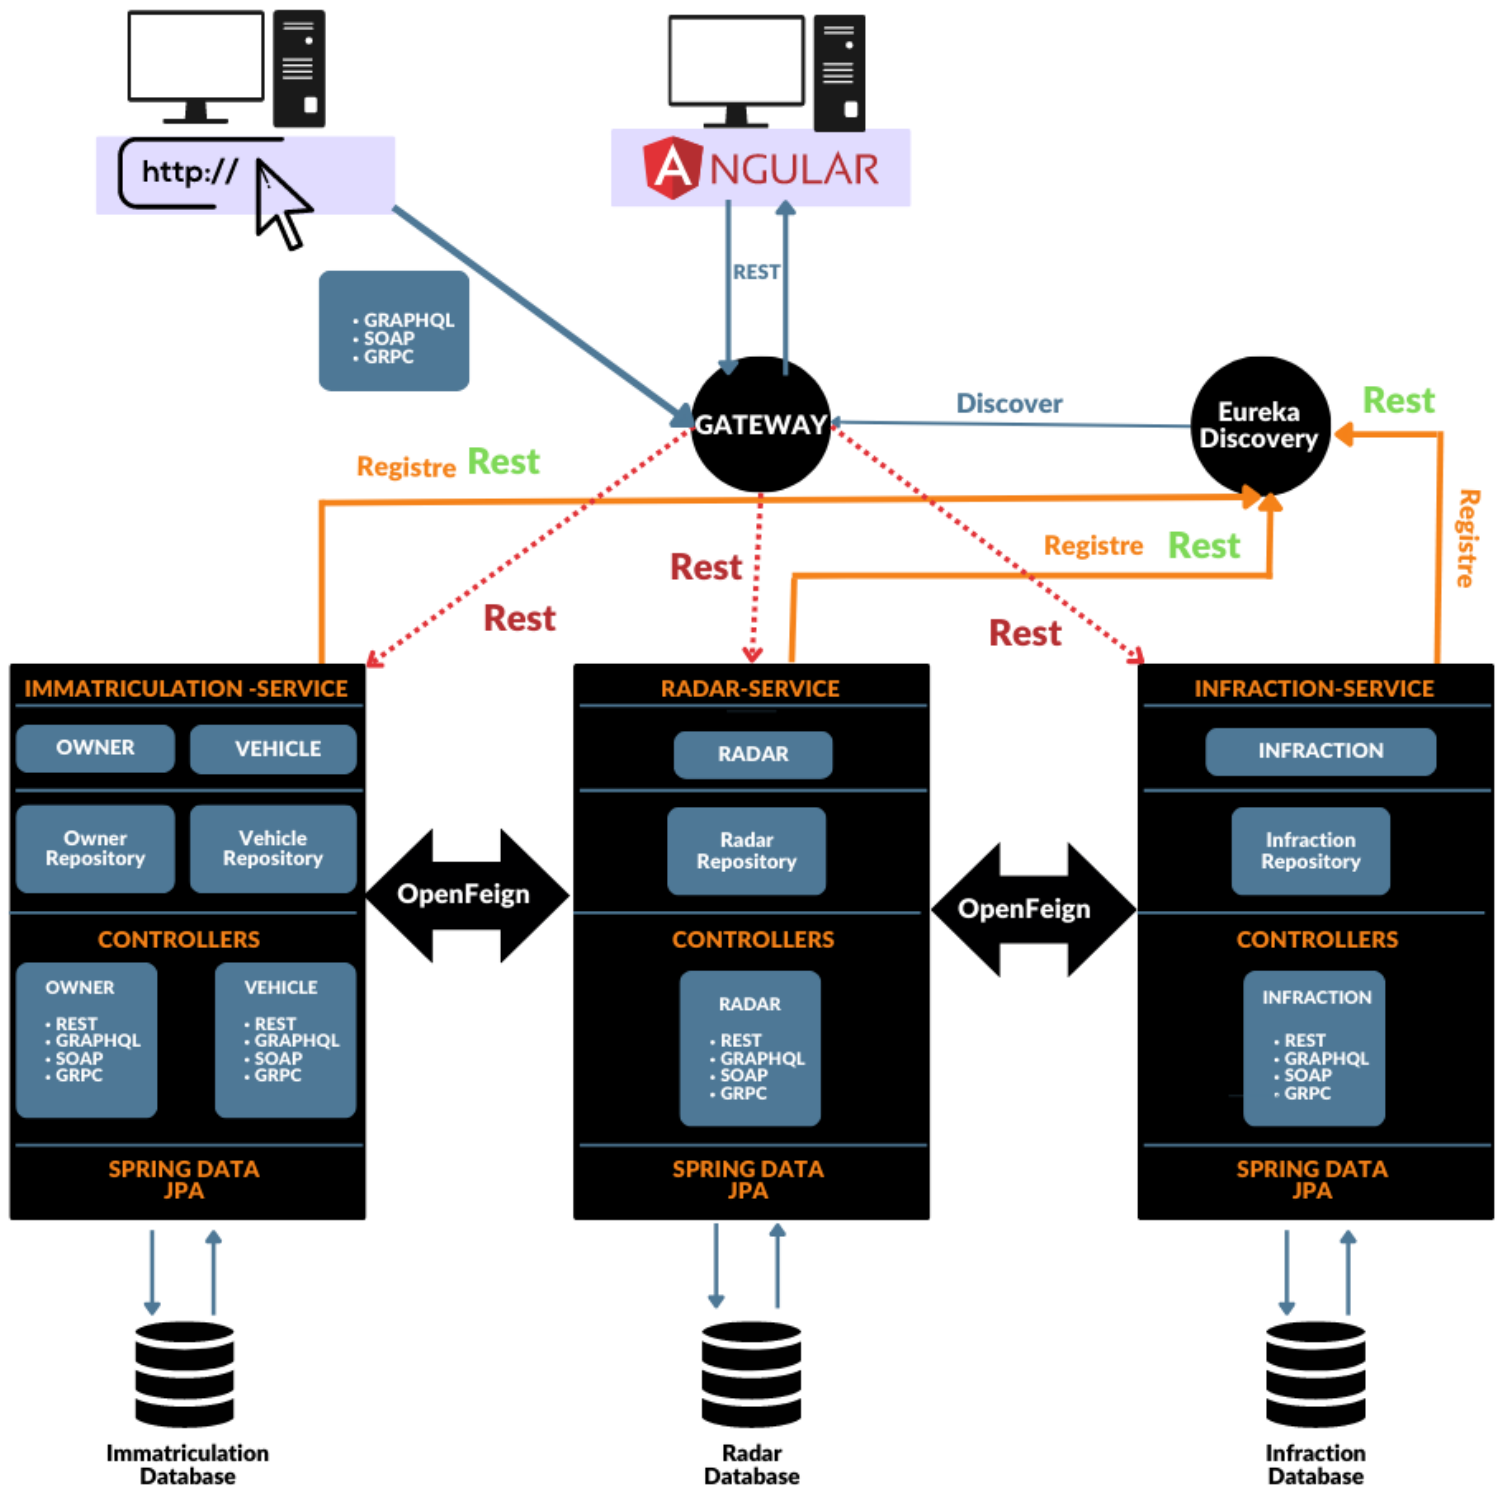 http://
ANGULAR
REST
• GRAPHQL
• SOAP
• GRPC
GATEWAY
Discover
Eureka
Discovery
Rest
Registre Rest
Registre
Registre Rest
Rest
Rest
Rest
IMMATRICULATION -SERVICE
OWNER
VEHICLE
Owner
Repository
Vehicle
Repository
CONTROLLERS
OWNER
• REST
• GRAPHQL
• SOAP
• GRPC
VEHICLE
• REST
• GRAPHQL
• SOAP
• GRPC
SPRING DATA
JPA
OpenFeign
RADAR-SERVICE
RADAR
Radar
Repository
CONTROLLERS
RADAR
• REST
• GRAPHQL
• SOAP
• GRPC
SPRING DATA
JPA
OpenFeign
INFRACTION-SERVICE
INFRACTION
Infraction
Repository
CONTROLLERS
INFRACTION
• REST
• GRAPHQL
• SOAP
• GRPC
SPRING DATA
JPA
Immatriculation
Database
Radar
Database
Infraction
Database